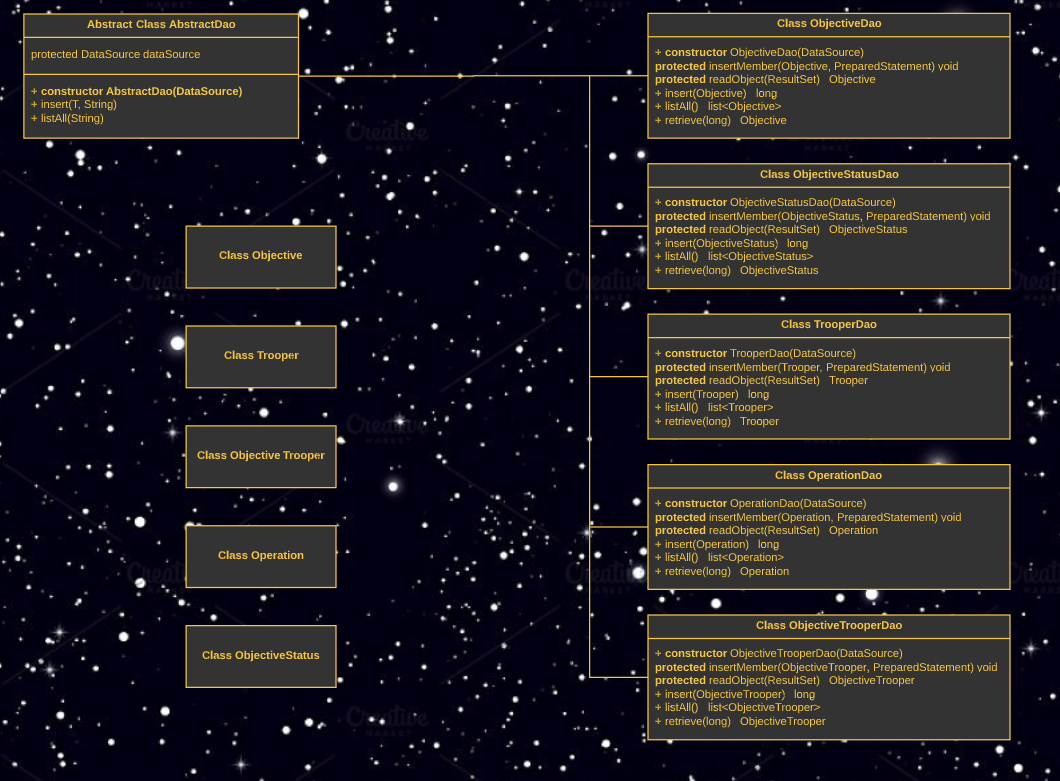 Abstract Class AbstractDao
protected DataSource dataSource
+ constructor AbstractDao(DataSource)
+ insert(T, String)
+ listAll(String)
Class Objective
Class Trooper
Class Objective Trooper
Class Operation
Class ObjectiveStatus
Class ObjectiveDao
+ constructor ObjectiveDao(DataSource)
protected insertMember(Objective, PreparedStatement) void
protected readObject(ResultSet) Objective
+ insert(Objective) long
+ listAll() list<Objective>
+ retrieve(long) Objective
Class ObjectiveStatusDao
+ constructor ObjectiveStatusDao(DataSource)
protected insertMember(ObjectiveStatus, PreparedStatement) void
protected readObject(ResultSet) ObjectiveStatus
+ insert(ObjectiveStatus) long
+ listAll() list<ObjectiveStatus>
+ retrieve(long) ObjectiveStatus
Class TrooperDao
+ constructor TrooperDao(DataSource)
protected insertMember(Trooper, PreparedStatement) void
protected readObject(ResultSet) Trooper
+ insert(Trooper) long
+ listAll() list<Trooper>
+ retrieve(long) Trooper
Class OperationDao
+ constructor OperationDao(DataSource)
protected insertMember(Operation, PreparedStatement) void
protected readObject(ResultSet) Operation
+ insert(Operation) long
+ listAll() list<Operation>
+ retrieve(long) Operation
Class ObjectiveTrooperDao
+ constructor ObjectiveTrooperDao(DataSource)
protected insertMember(ObjectiveTrooper, PreparedStatement) void
protected readObject(ResultSet) ObjectiveTrooper
+ insert(ObjectiveTrooper) long
+ listAll() list<ObjectiveTrooper>
+ retrieve(long) ObjectiveTrooper
Creative
MARKET
Creative
MARKET
Creative
MARKET